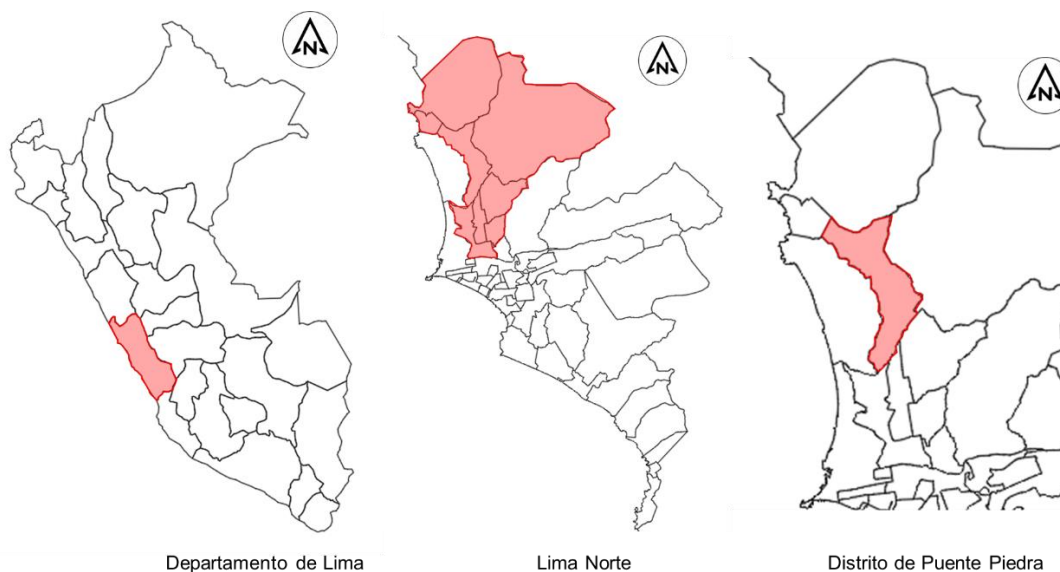 N
N
N
Departamento de Lima
Lima Norte
Distrito de Puente Piedra